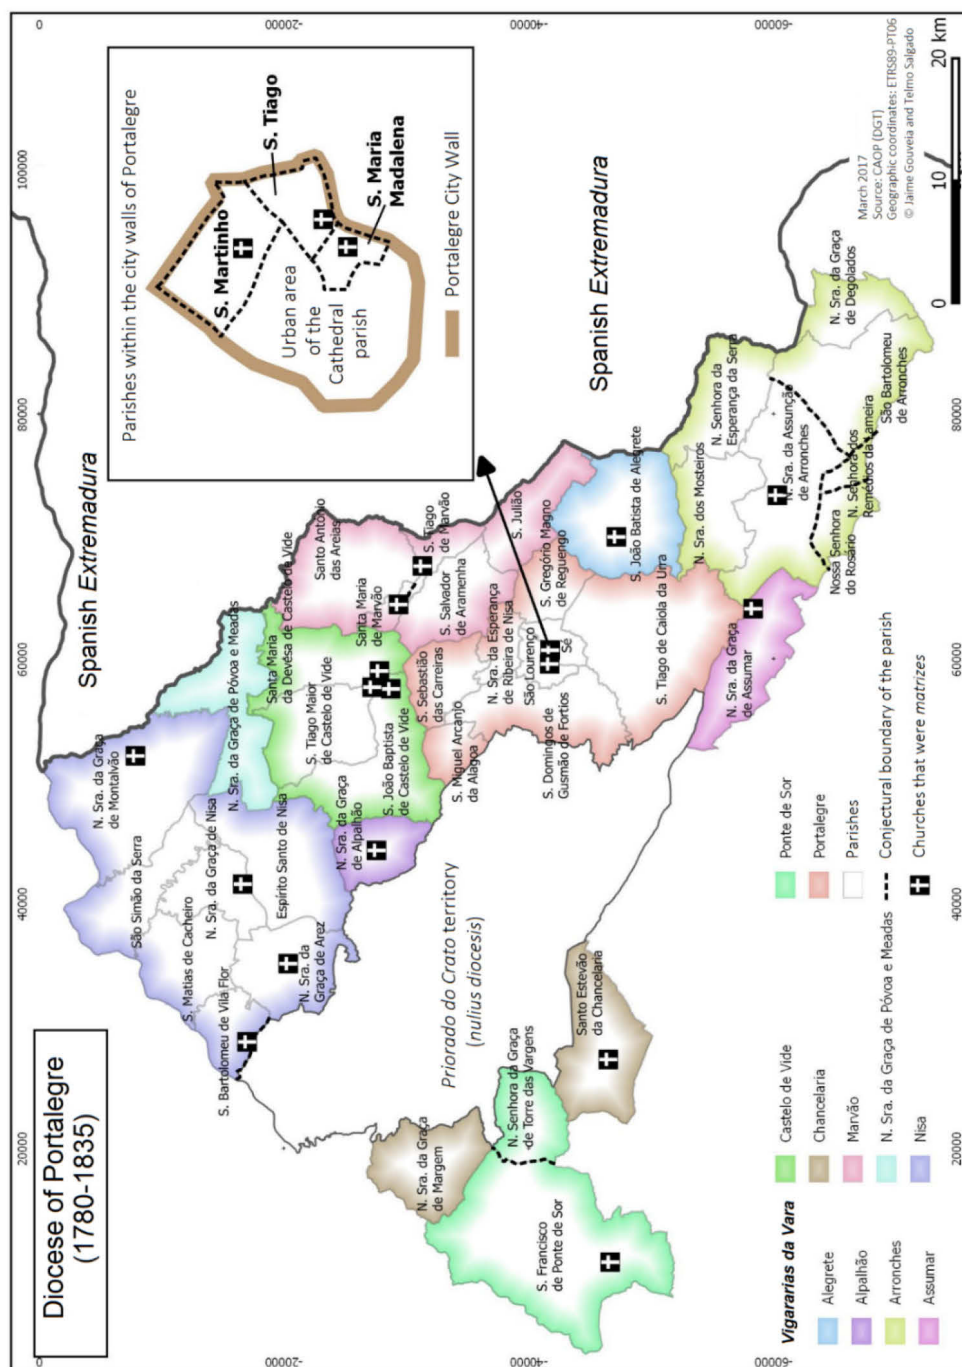 Diocese of Portalegre
(1780-1835)
0
20000
40000
60000
80000
100000
0
-20000
-40000
-60000
20000
40000
60000
80000
0
-20000
-40000
-60000
Spanish Extremadura
Spanish Extremadura
Priorado do Crato territory
(nulius diocesis)
Parishes within the city walls of Portalegre
S. Martinho
S. Tiago
S. Maria
Madalena
Urban area
of the
Cathedral
parish
Portalegre City Wall
N. Sra. da Graça
de Montalvão
São Simão da Serra
S. Matias de Cacheiro
N. Sra. da Graça de Nisa
Espírito Santo de Nisa
S. Bartolomeu de Vila Flor
N. Sra. da
Graça de Arez
N. Sra. da Graça de Póvoa e Meadas
Santa Maria
da Devêsa de Castelo de Vide
S. Tiago Maior
de Castelo de Vide
S. João Baptista
de Castelo de Vide
N. Sra. da Graça
de Alpalhão
Santo António
das Areias
Santa Maria
de Marvão
S. Tiago
de Marvão
S. Salvador
de Aramenha
S. Julião
S. Sebastião
das Carreiras
S. Miguel Arcanjo
da Alagoa
N. Sra. da Esperança
de Ribeira de Nisa
São Lourenço
Sé
S. Gregório Magno
de Reguengo
S. Domingos de
Gusmão de Fortios
S. Tiago de Caiola da Urra
S. João Batista de Alegrete
N. Sra. dos Mosteiros
N. Senhora da
Esperança da Serra
N. Sra. da Assunção
de Arronches
N. Sra. da Graça
de Degolados
São Bartolomeu
de Arronches
N. Senhora dos
Remédios da Lameira
Nossa Senhora
do Rosário
N. Sra. da Graça
de Assumar
Santo Estevão
da Chancelaria
N. Senhora da Graça
de Torre das Vargens
N. Sra. da Graça
de Margem
S. Francisco
de Ponte de Sor
Vigararias da Vara
Alegrete
Alpalhão
Arronches
Assumar
Castelo de Vide
Chancelaria
Marvão
N. Sra. da Graça de Póvoa e Meadas
Nisa
Ponte de Sor
Portalegre
Parishes
Conjectural boundary of the parish
Churches that were matrizes
March 2017
Source: CAOP (DGT)
Geographic coordinates: ETRS89-PT06
© Jaime Gouveia and Telmo Salgado
0
10
20 km